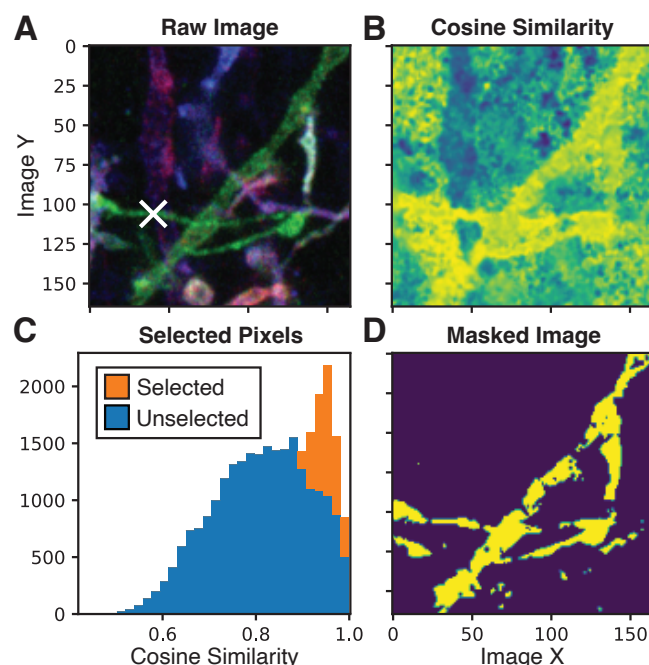 A Raw Image
B Cosine Similarity
0
25
50
75
100
125
150
Image Y
C Selected Pixels
D Masked Image
2000
1500
1000
500
0
Selected
Unselected
0.6 0.8 1.0
Cosine Similarity
0 50 100 150
Image X